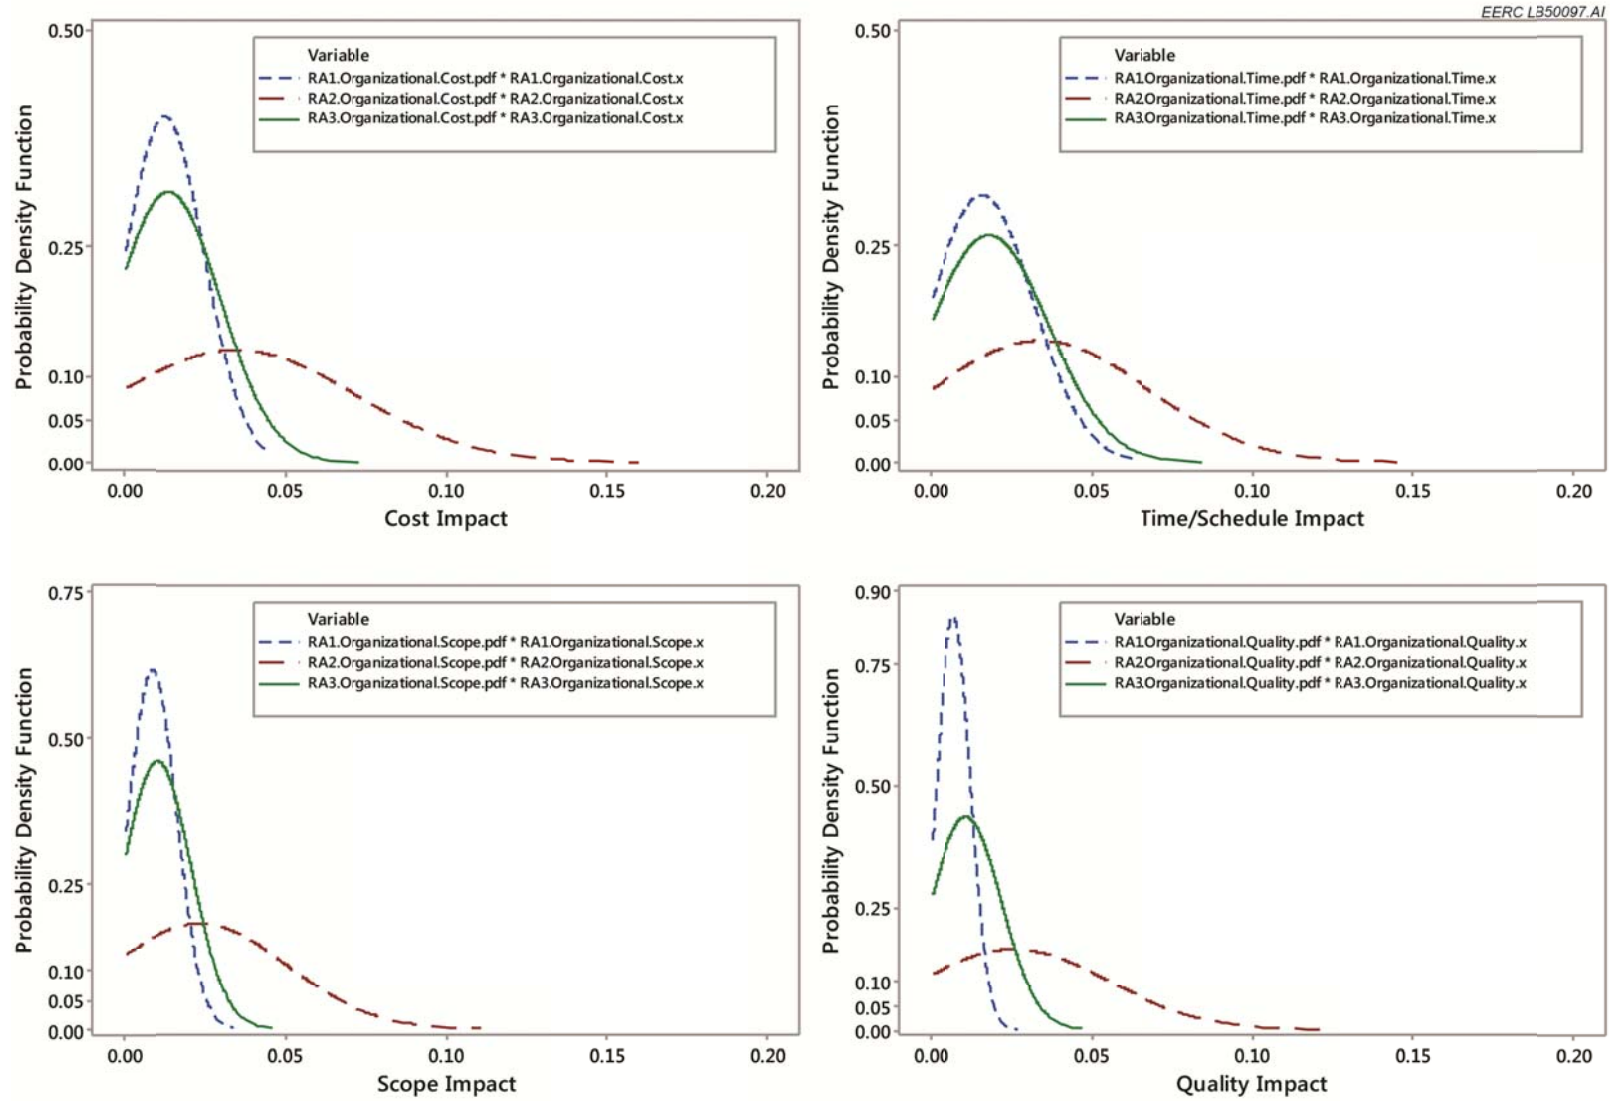 EERC LB50097.AI
Probability Density Function
0.50
0.25
0.10
0.05
0.00
Variable
RA1.Organizational.Cost.pdf * RA1.Organizational.Cost.x
RA2.Organizational.Cost.pdf * RA2.Organizational.Cost.x
RA3.Organizational.Cost.pdf * RA3.Organizational.Cost.x
0.00 0.05 0.10 0.15 0.20
Cost Impact
Probability Density Function
0.50
0.25
0.10
0.05
0.00
Variable
RA1Organizational.Time.pdf * RA1.Organizational.Time.x
RA2Organizational.Time.pdf * RA2.Organizational.Time.x
RA3Organizational.Time.pdf * RA3.Organizational.Time.x
0.00 0.05 0.10 0.15 0.20
Time/Schedule Impact
Probability Density Function
0.75
0.50
0.25
0.10
0.05
0.00
Variable
RA1.Organizational.Scope.pdf * RA1Organizational.Scope.x
RA2.Organizational.Scope.pdf * RA2Organizational.Scope.x
RA3.Organizational.Scope.pdf * RA3Organizational.Scope.x
0.00 0.05 0.10 0.15 0.20
Scope Impact
Probability Density Function
0.90
0.75
0.50
0.25
0.10
0.05
0.00
Variable
RA1Organizational.Quality.pdf * RA1.Organizational.Quality.x
RA2Organizational.Quality.pdf * RA2.Organizational.Quality.x
RA3Organizational.Quality.pdf * RA3.Organizational.Quality.x
0.00 0.05 0.10 0.15 0.20
Quality Impact